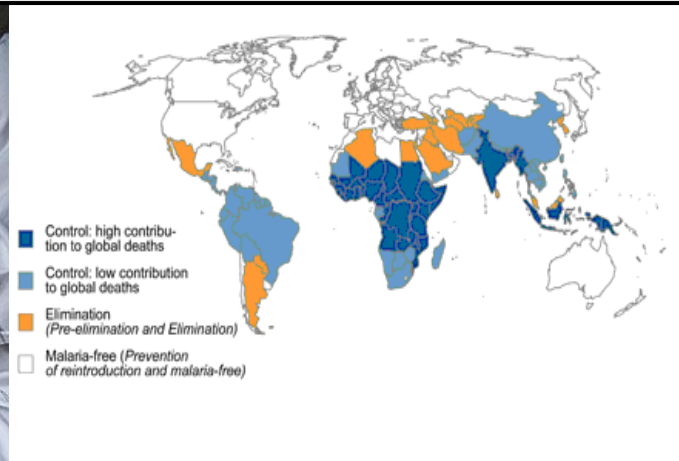 Control: high contribu-
tion to global deaths
Control: low contribution
to global deaths
Elimination
(Pre-elimination and Elimination)
Malaria-free (Prevention
of reintroduction and malaria-free)